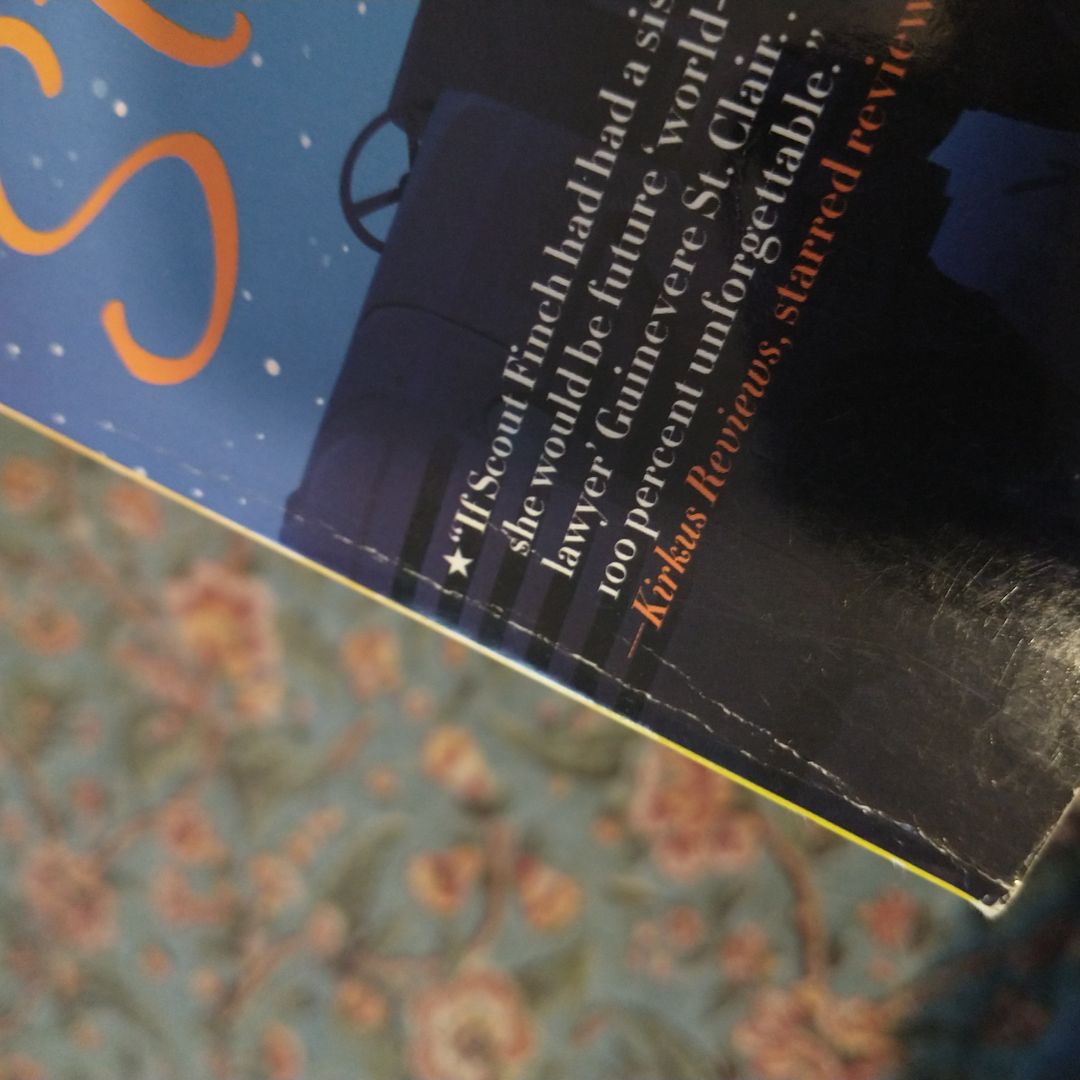 ★“If Scout Finch had had a sis
she would be future ‘world-
lawyer’ Guinevere St. Clair. . .
100 percent unforgettable.”
—Kirkus Reviews, starred review